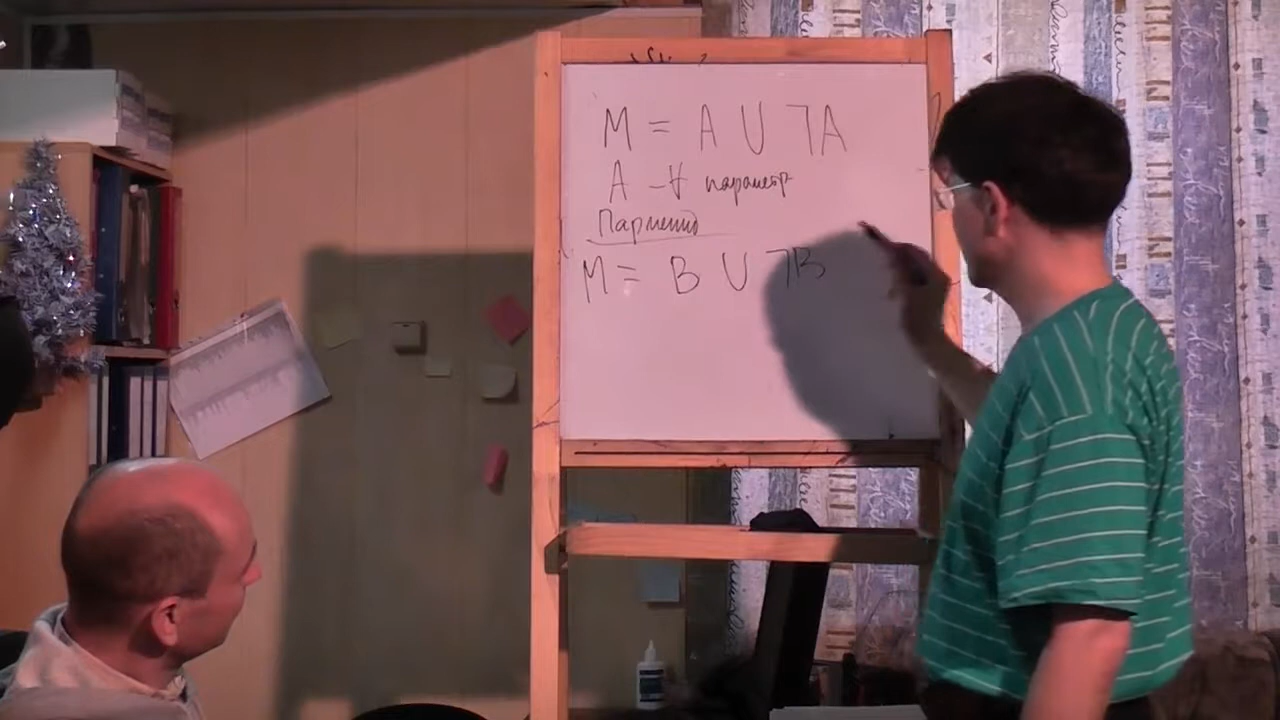 M = A ∪ ¬A
A – ∀ параметр
Парменид
M = B ∪ ¬B